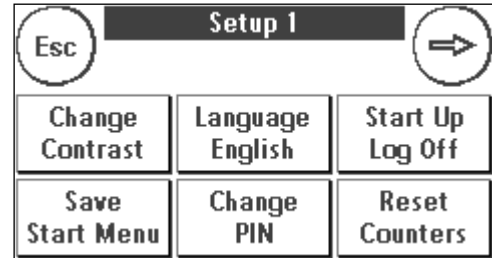 Esc
Setup 1
Change
Contrast
Language
English
Start Up
Log Off
Save
Start Menu
Change
PIN
Reset
Counters